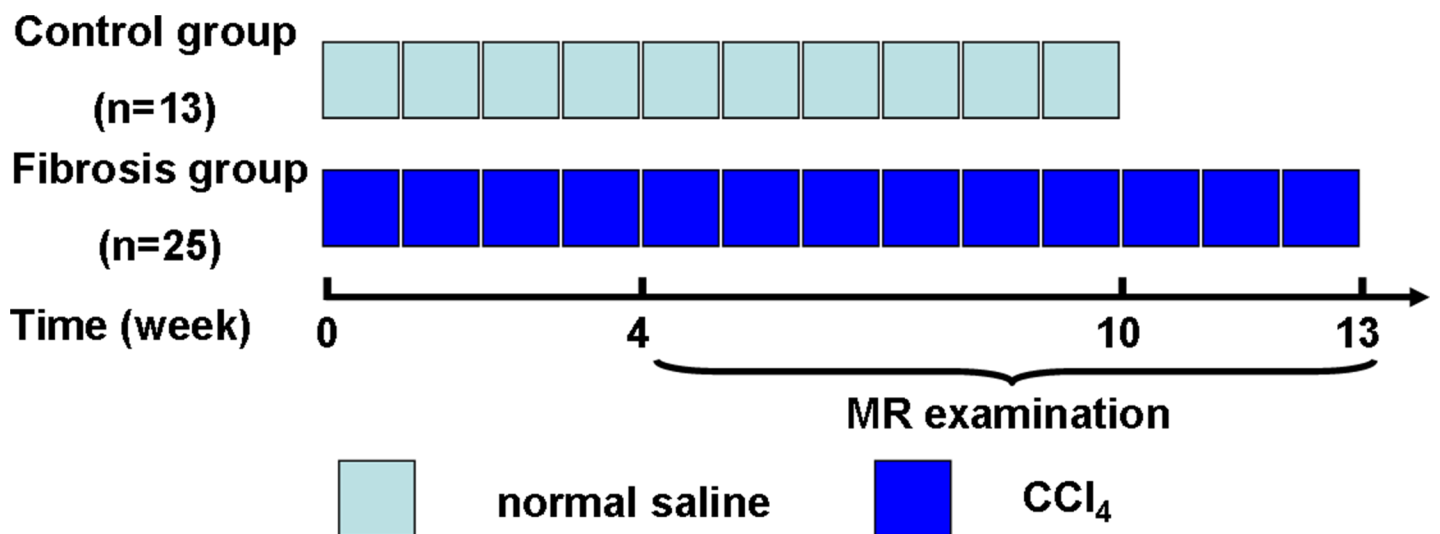 Control group
(n=13)
Fibrosis group
(n=25)
Time (week)
0 4 10 13
MR examination
normal saline CCl₄